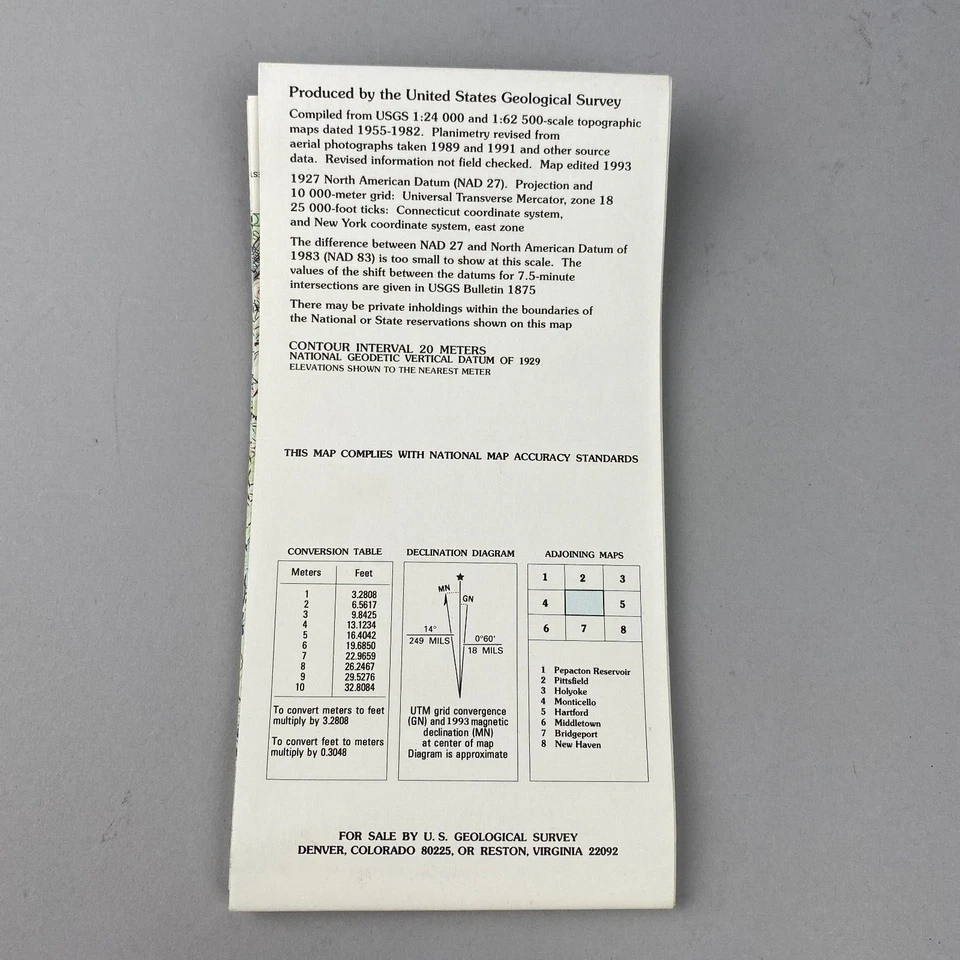 Produced by the United States Geological Survey
Compiled from USGS 1:24 000 and 1:62 500-scale topographic
maps dated 1955-1982. Planimetry revised from
aerial photographs taken 1989 and 1991 and other source
data. Revised information not field checked. Map edited 1993
1927 North American Datum (NAD 27). Projection and
10 000-meter grid: Universal Transverse Mercator, zone 18
25 000-foot ticks: Connecticut coordinate system,
and New York coordinate system, east zone
The difference between NAD 27 and North American Datum of
1983 (NAD 83) is too small to show at this scale. The
values of the shift between the datums for 7.5-minute
intersections are given in USGS Bulletin 1875
There may be private inholdings within the boundaries of
the National or State reservations shown on this map
CONTOUR INTERVAL 20 METERS
NATIONAL GEODETIC VERTICAL DATUM OF 1929
ELEVATIONS SHOWN TO THE NEAREST METER
THIS MAP COMPLIES WITH NATIONAL MAP ACCURACY STANDARDS
CONVERSION TABLE
Meters Feet
1 3.2808
2 6.5617
3 9.8425
4 13.1234
5 16.4042
6 19.6850
7 22.9659
8 26.2467
9 29.5276
10 32.8084
To convert meters to feet
multiply by 3.2808
To convert feet to meters
multiply by 0.3048
DECLINATION DIAGRAM
MN
GN
14°
249 MILS
0°60'
18 MILS
UTM grid convergence
(GN) and 1993 magnetic
declination (MN)
at center of map
Diagram is approximate
ADJOINING MAPS
1 2 3
4 5
6 7 8
1 Pepacton Reservoir
2 Pittsfield
3 Holyoke
4 Monticello
5 Hartford
6 Middletown
7 Bridgeport
8 New Haven
FOR SALE BY U. S. GEOLOGICAL SURVEY
DENVER, COLORADO 80225, OR RESTON, VIRGINIA 22092